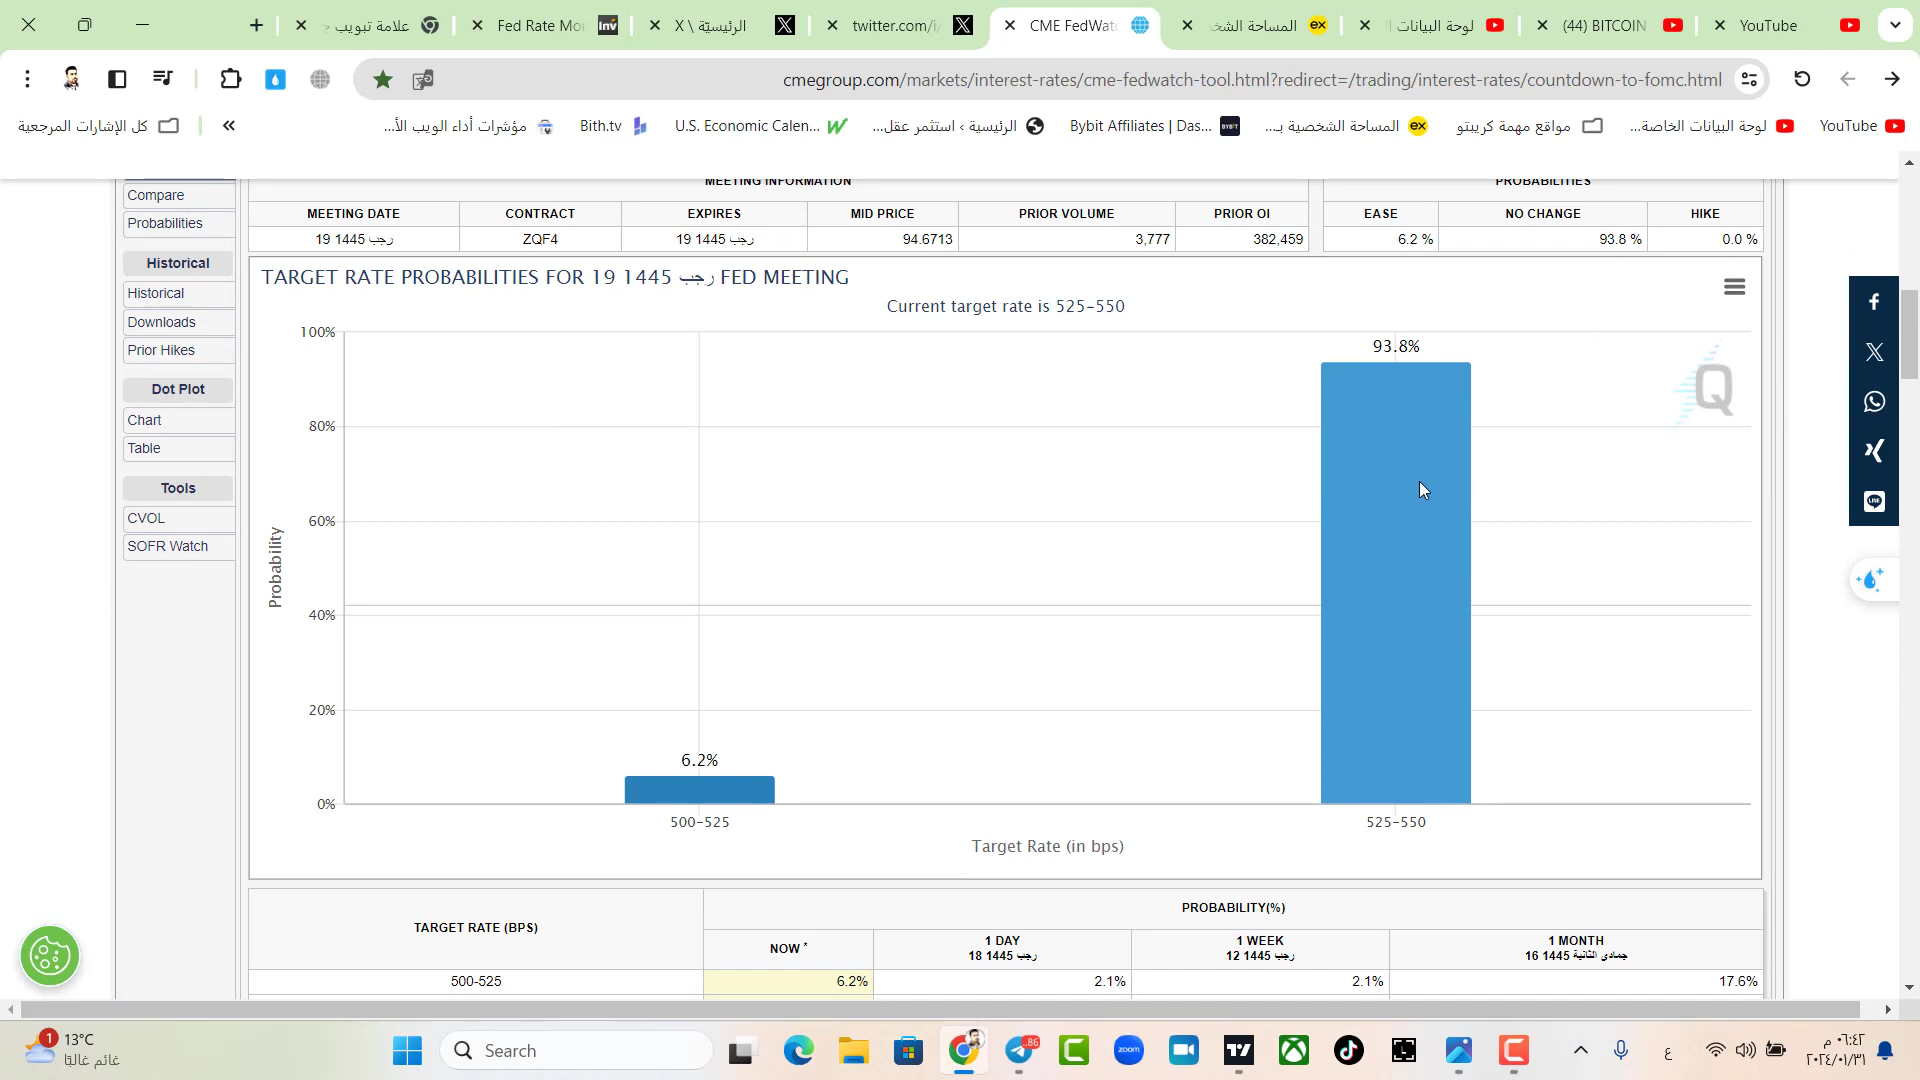 علامة تبويب ج
Fed Rate Mo
الرئيسيّة \ X
twitter.com/i/
CME FedWatc
المساحة الشخص
لوحة البيانات ا
(44) BITCOIN
YouTube
cmegroup.com/markets/interest-rates/cme-fedwatch-tool.html?redirect=/trading/interest-rates/countdown-to-fomc.html
كل الإشارات المرجعية
»
مؤشرات أداء الويب الأ...
Bith.tv
U.S. Economic Calen...
الرئيسية › استثمر عقل...
Bybit Affiliates | Das...
المساحة الشخصية بـ...
مواقع مهمة كريبتو
لوحة البيانات الخاصة...
YouTube
MEETING INFORMATION
PROBABILITIES
MEETING DATE CONTRACT EXPIRES MID PRICE PRIOR VOLUME PRIOR OI EASE NO CHANGE HIKE
19 رجب 1445 ZQF4 19 رجب 1445 94.6713 3,777 382,459 6.2 % 93.8 % 0.0 %
Compare
Probabilities
Historical
Historical
Downloads
Prior Hikes
Dot Plot
Chart
Table
Tools
CVOL
SOFR Watch
TARGET RATE PROBABILITIES FOR 19 رجب 1445 FED MEETING
Current target rate is 525-550
100%
80%
60%
40%
20%
0%
Probability
93.8%
6.2%
500-525
525-550
Target Rate (in bps)
Q
TARGET RATE (BPS)
PROBABILITY(%)
NOW *
1 DAY
18 رجب 1445
1 WEEK
12 رجب 1445
1 MONTH
16 جمادى الثانية 1445
500-525 6.2% 2.1% 2.1% 17.6%
1
13°C
غائم غالبًا
Search
..86
zoom
ع
٠٦:٤٢ م
٢٠٢٤/٠١/٣١